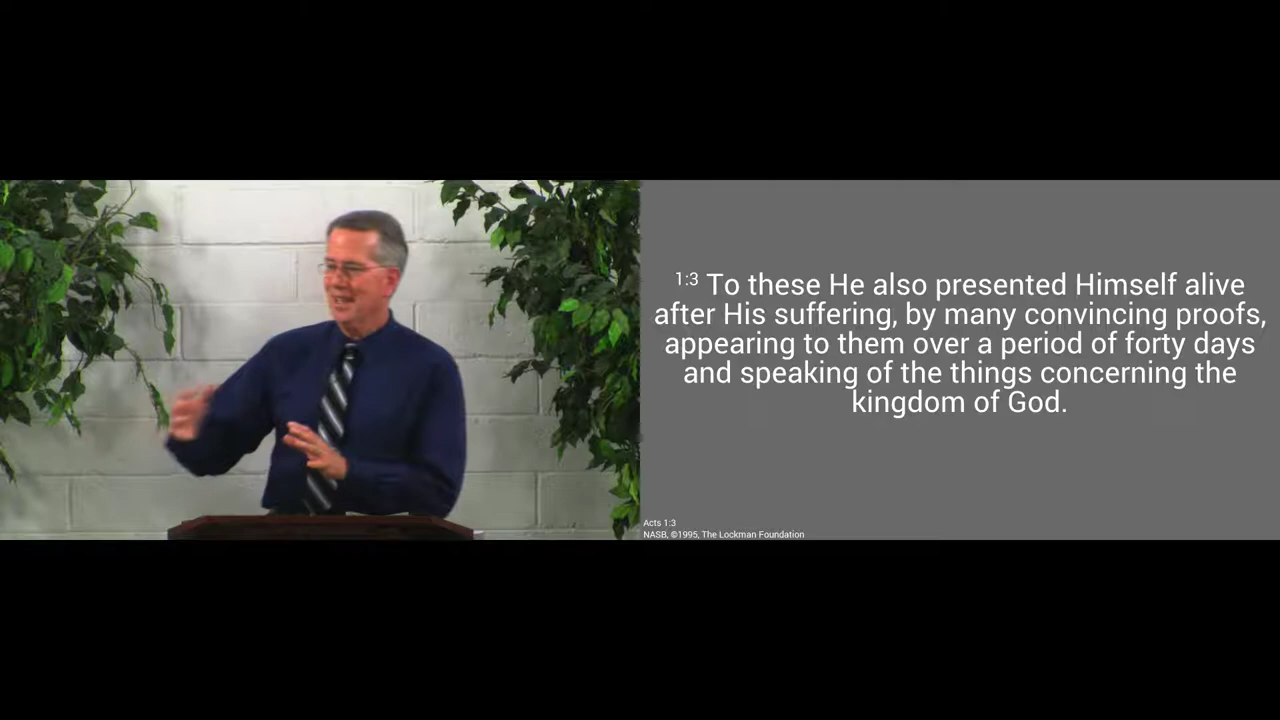 1:3 To these He also presented Himself alive
after His suffering, by many convincing proofs,
appearing to them over a period of forty days
and speaking of the things concerning the
kingdom of God.
Acts 1:3
NASB, ©1995, The Lockman Foundation